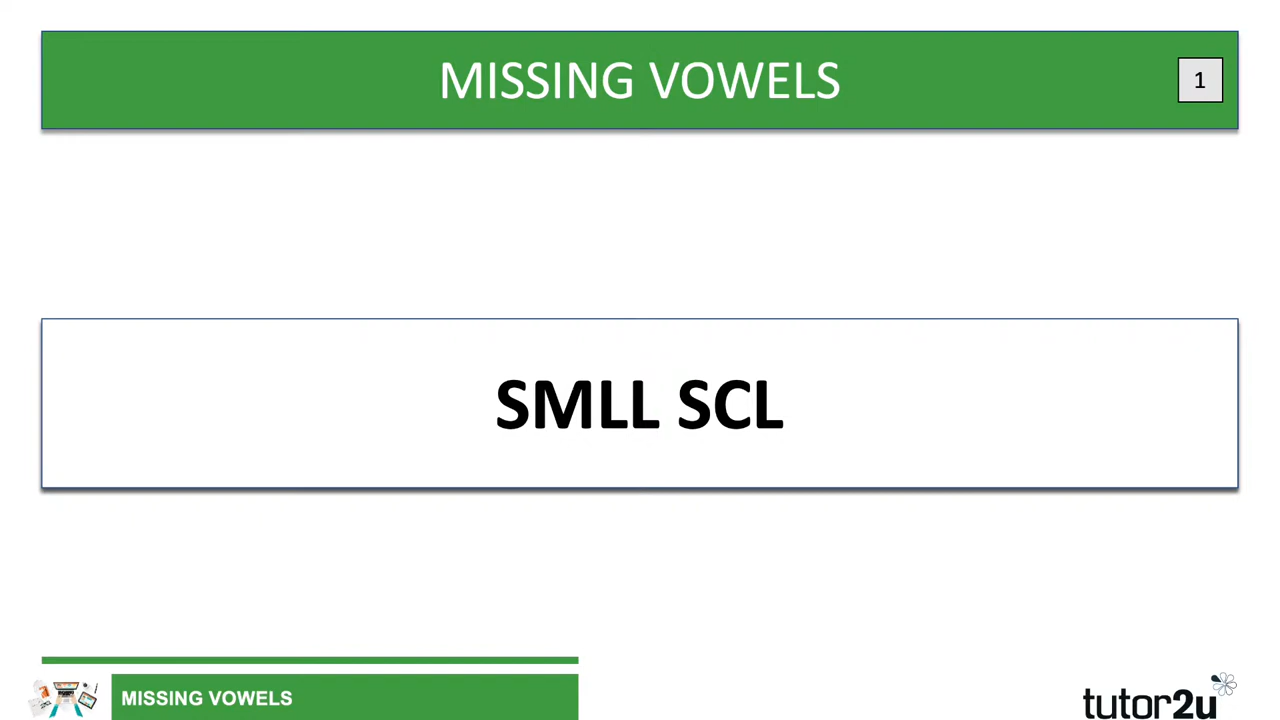 MISSING VOWELS
1
SMLL SCL
MISSING VOWELS
tutor2u